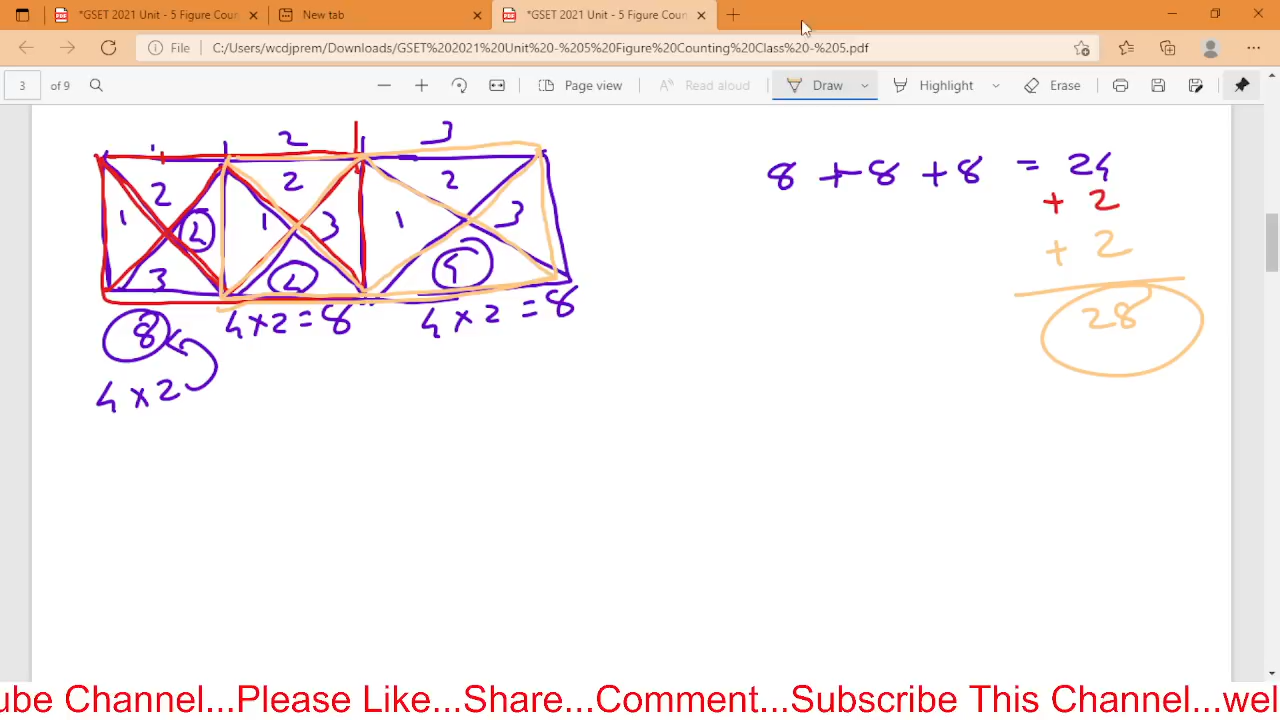 *GSET 2021 Unit - 5 Figure Coun
New tab
*GSET 2021 Unit - 5 Figure Coun
File
C:/Users/wcdjprem/Downloads/GSET%202021%20Unit%20-%205%20Figure%20Counting%20Class%20-%205.pdf
3 of 9
Page view
Read aloud
Draw
Highlight
Erase
1 2 3
2 2 2
1 2 1 3 1 3
3 4
8 + 8 + 8 = 24
+ 2
+ 2
28
8
4 x 2 = 8
4 x 2 = 8
4 x 2
ube Channel...Please Like...Share...Comment...Subscribe This Channel...wel